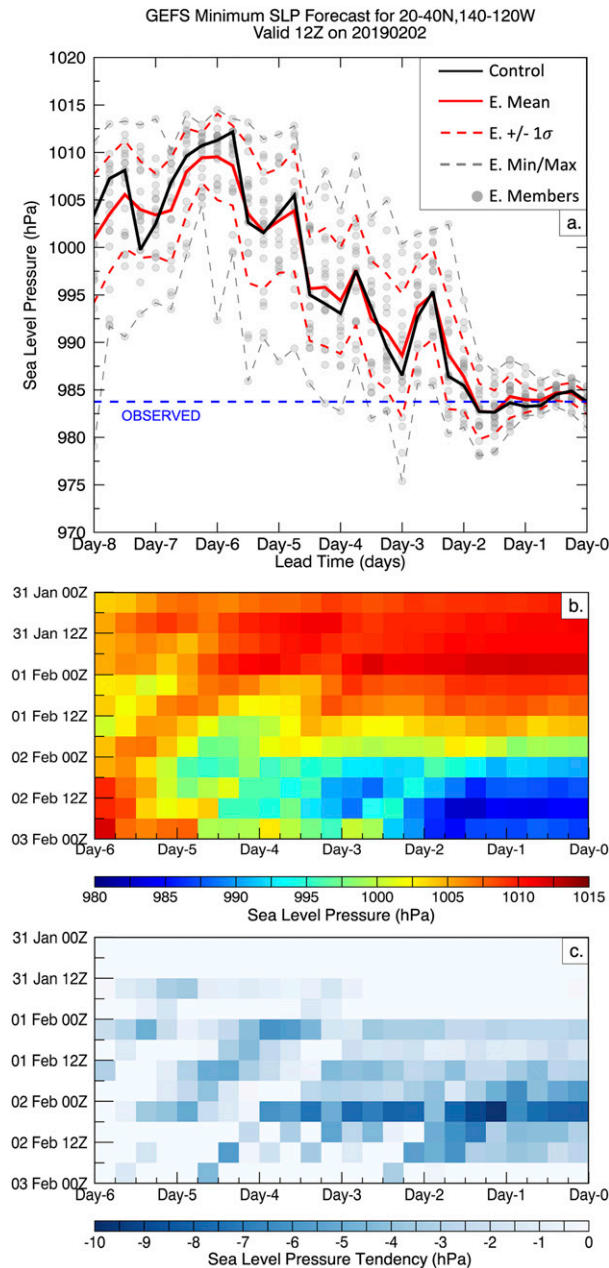 GEFS Minimum SLP Forecast for 20-40N,140-120W
Valid 12Z on 20190202
1020
1015
1010
1005
1000
995
990
985
980
975
970
Sea Level Pressure (hPa)
Control
E. Mean
E. +/- 1σ
E. Min/Max
E. Members
a.
OBSERVED
Day-8 Day-7 Day-6 Day-5 Day-4 Day-3 Day-2 Day-1 Day-0
Lead Time (days)
b.
31 Jan 00Z
31 Jan 12Z
01 Feb 00Z
01 Feb 12Z
02 Feb 00Z
02 Feb 12Z
03 Feb 00Z
Day-6 Day-5 Day-4 Day-3 Day-2 Day-1 Day-0
980 985 990 995 1000 1005 1010 1015
Sea Level Pressure (hPa)
c.
31 Jan 00Z
31 Jan 12Z
01 Feb 00Z
01 Feb 12Z
02 Feb 00Z
02 Feb 12Z
03 Feb 00Z
Day-6 Day-5 Day-4 Day-3 Day-2 Day-1 Day-0
-10 -9 -8 -7 -6 -5 -4 -3 -2 -1 0
Sea Level Pressure Tendency (hPa)